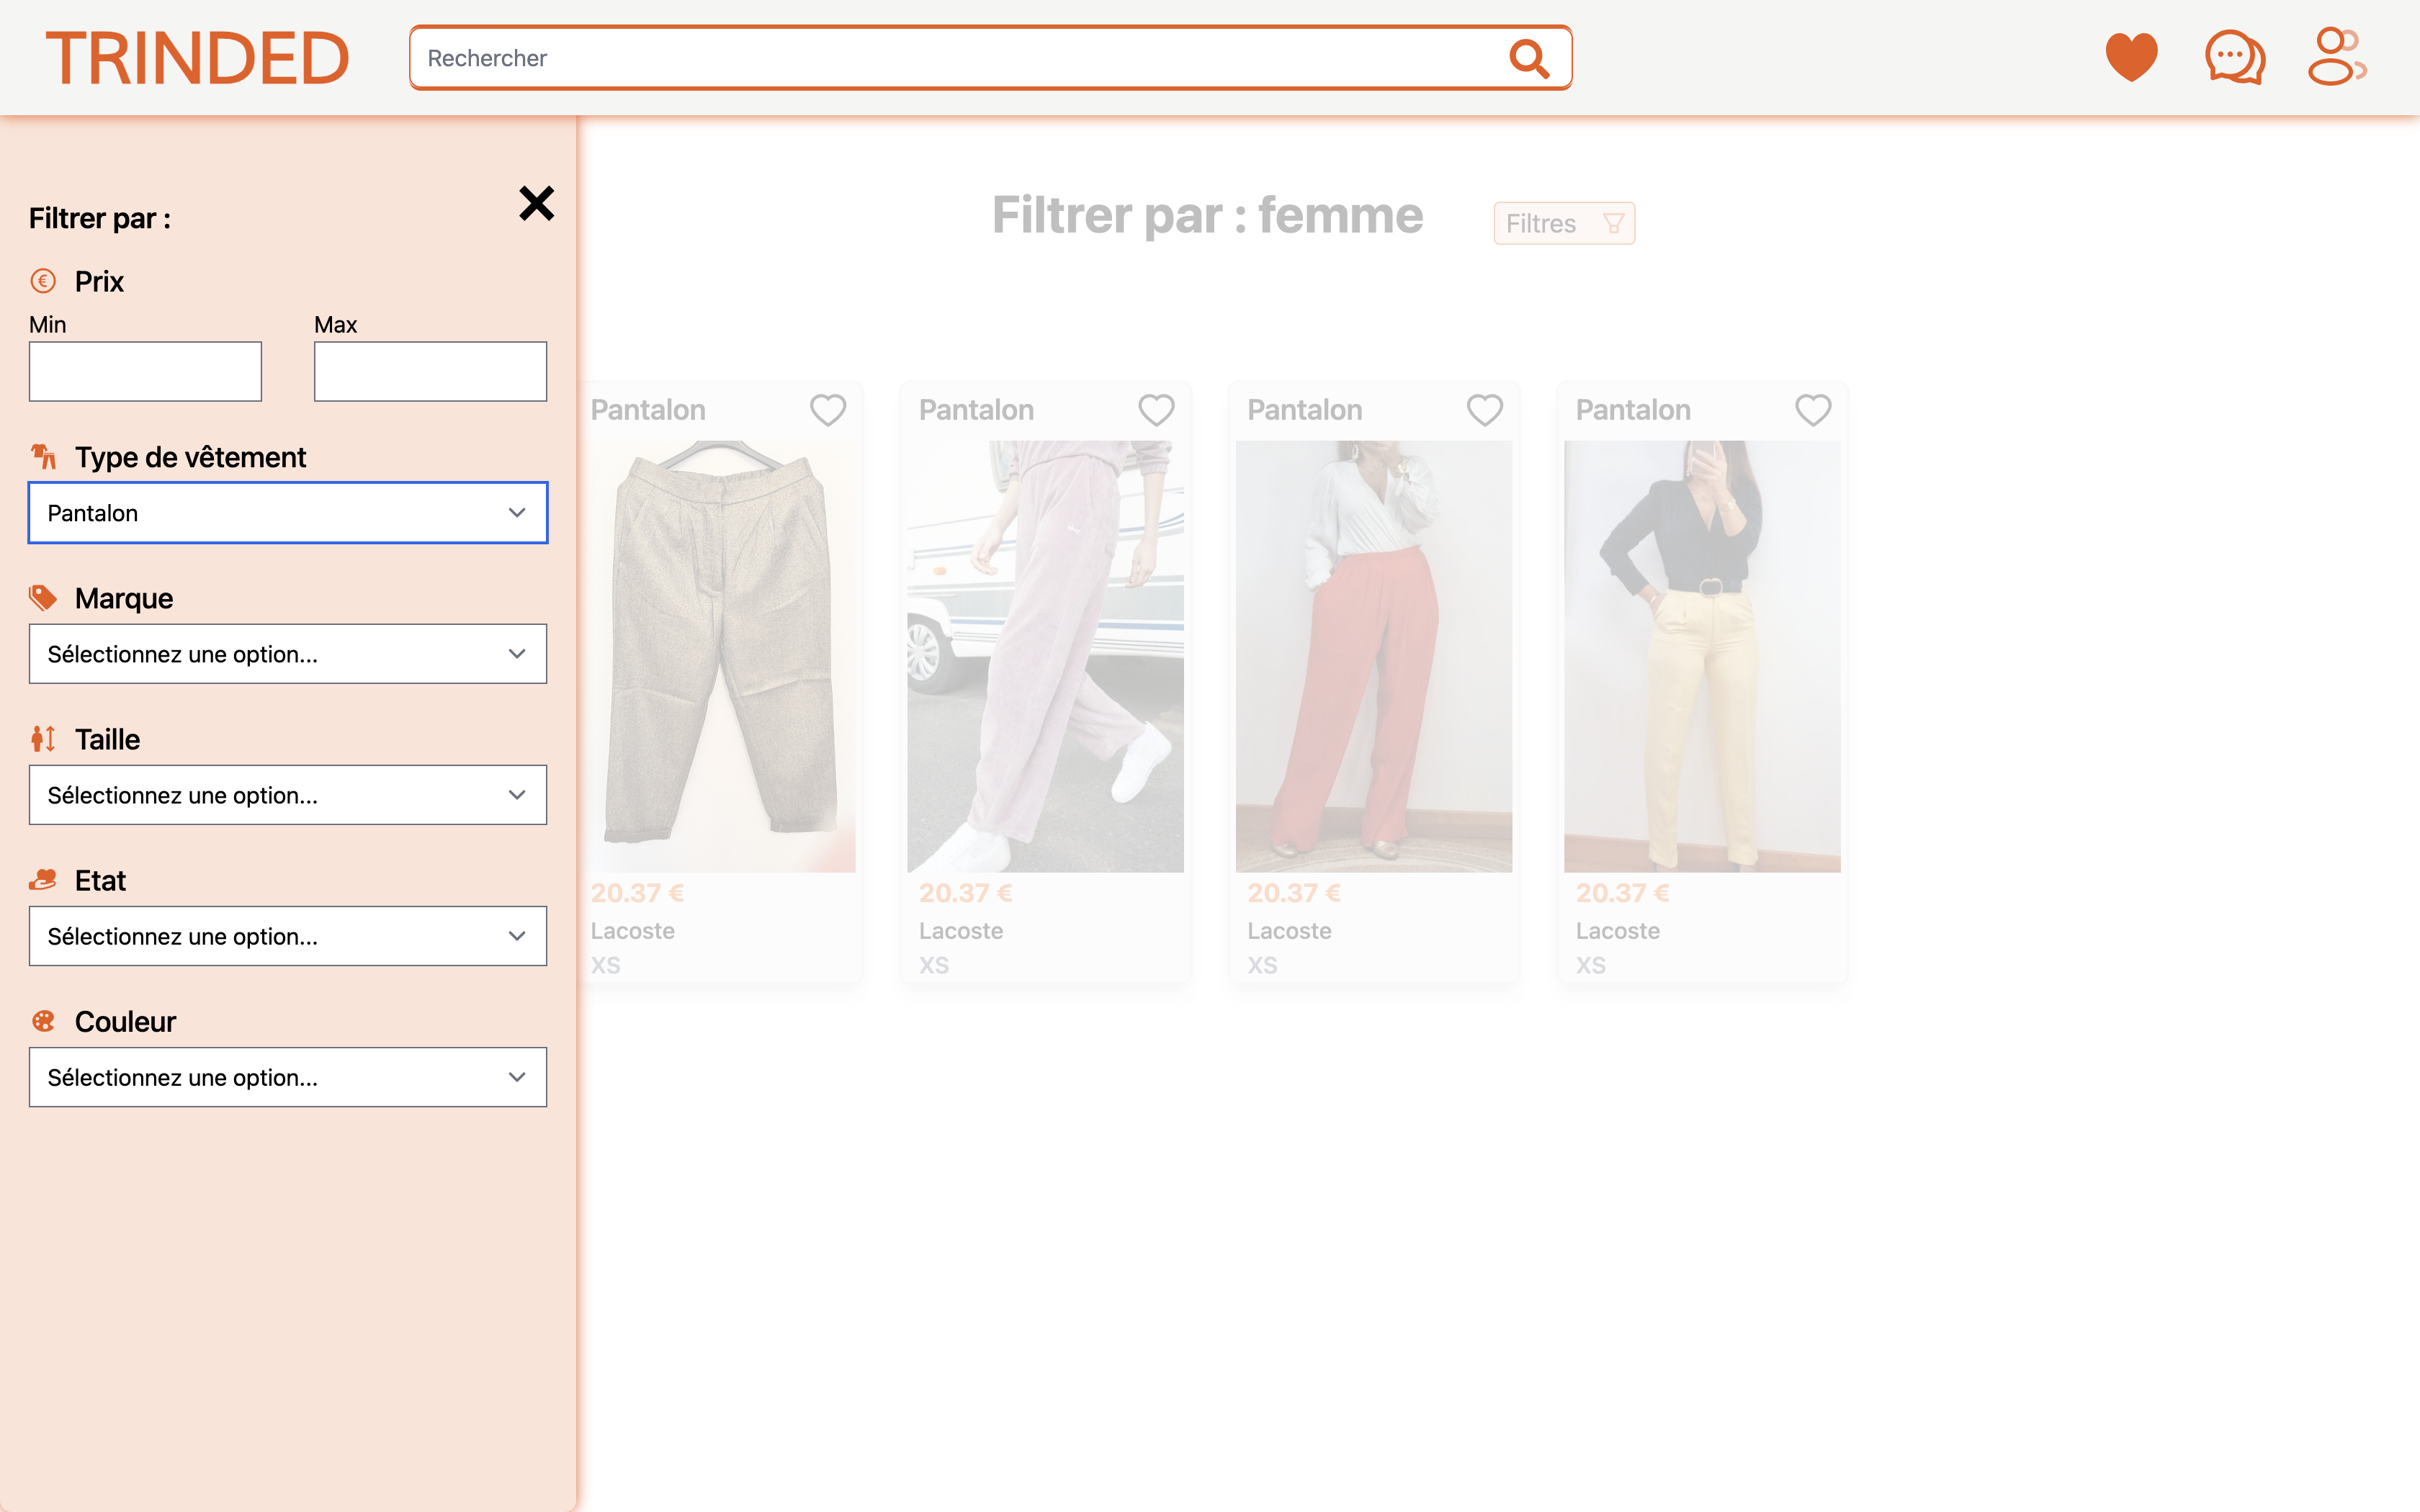 TRINDED
Rechercher
Filtrer par :
Prix
Min
Max
Type de vêtement
Pantalon
Marque
Sélectionnez une option...
Taille
Sélectionnez une option...
Etat
Sélectionnez une option...
Couleur
Sélectionnez une option...
Filtrer par : femme
Filtres
Pantalon
20.37 €
Lacoste
XS
Pantalon
20.37 €
Lacoste
XS
Pantalon
20.37 €
Lacoste
XS
Pantalon
20.37 €
Lacoste
XS